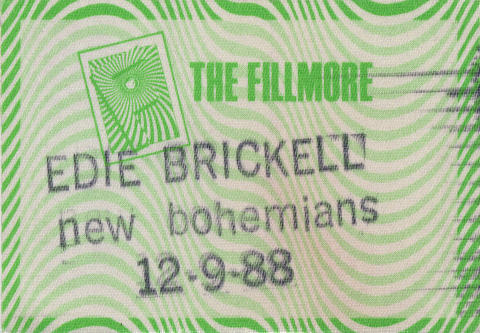 THE FILLMORE
EDIE BRICKELL
new bohemians
12-9-88